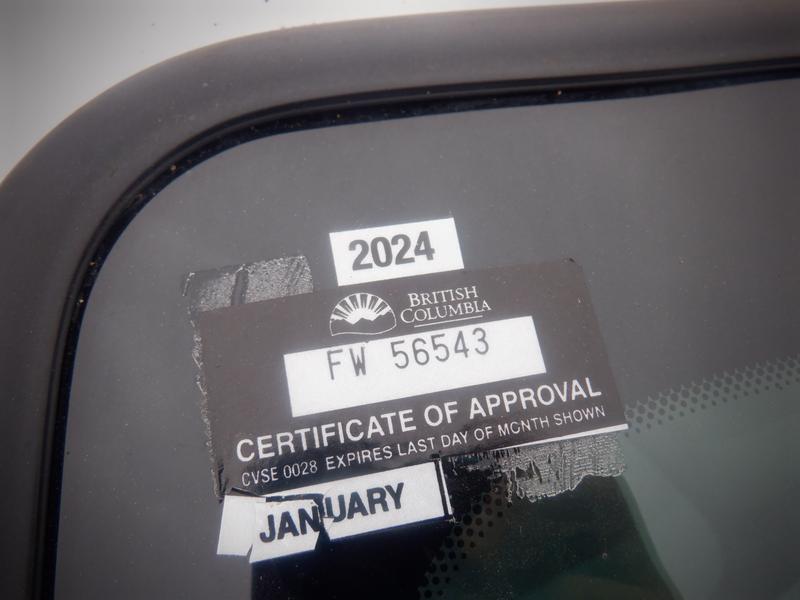 2024
BRITISH
COLUMBIA
FW 56543
CERTIFICATE OF APPROVAL
CVSE 0028 EXPIRES LAST DAY OF MONTH SHOWN
JANUARY